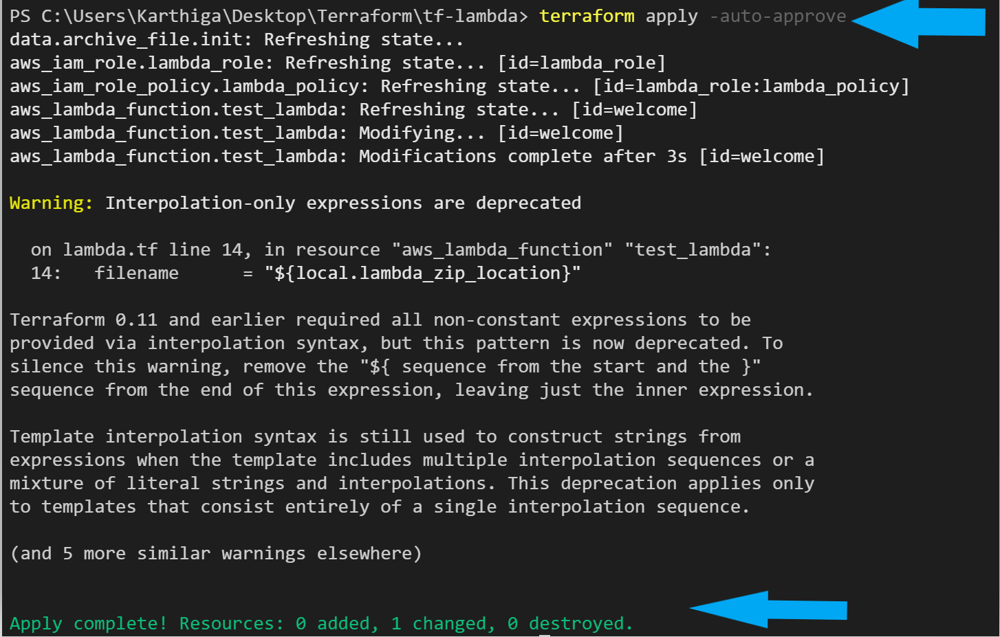 PS C:\Users\Karthiga\Desktop\Terraform\tf-lambda> terraform apply -auto-approve
data.archive_file.init: Refreshing state...
aws_iam_role.lambda_role: Refreshing state... [id=lambda_role]
aws_iam_role_policy.lambda_policy: Refreshing state... [id=lambda_role:lambda_policy]
aws_lambda_function.test_lambda: Refreshing state... [id=welcome]
aws_lambda_function.test_lambda: Modifying... [id=welcome]
aws_lambda_function.test_lambda: Modifications complete after 3s [id=welcome]
Warning: Interpolation-only expressions are deprecated
on lambda.tf line 14, in resource "aws_lambda_function" "test_lambda":
14:   filename      = "${local.lambda_zip_location}"
Terraform 0.11 and earlier required all non-constant expressions to be
provided via interpolation syntax, but this pattern is now deprecated. To
silence this warning, remove the "${ sequence from the start and the }"
sequence from the end of this expression, leaving just the inner expression.
Template interpolation syntax is still used to construct strings from
expressions when the template includes multiple interpolation sequences or a
mixture of literal strings and interpolations. This deprecation applies only
to templates that consist entirely of a single interpolation sequence.
(and 5 more similar warnings elsewhere)
Apply complete! Resources: 0 added, 1 changed, 0 destroyed.